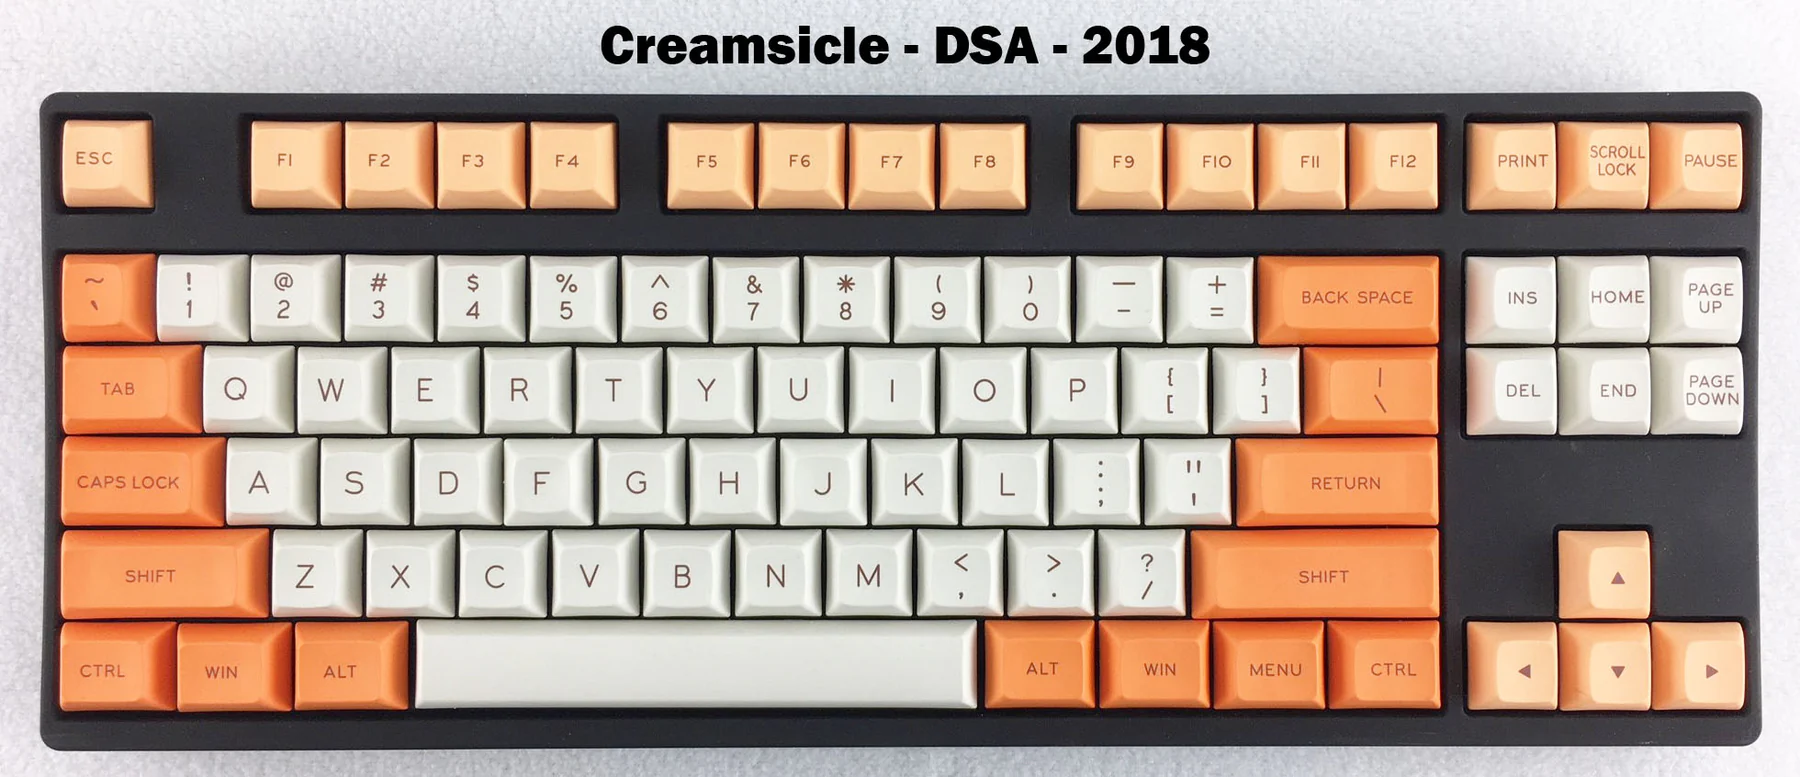 Creamsicle - DSA - 2018
ESC F1 F2 F3 F4 F5 F6 F7 F8 F9 F10 F11 F12 PRINT SCROLL LOCK PAUSE
~ ! @ # $ % ^ & * ( ) — +
` 1 2 3 4 5 6 7 8 9 0 - = BACK SPACE INS HOME PAGE UP
TAB Q W E R T Y U I O P { [ } ] | \ DEL END PAGE DOWN
CAPS LOCK A S D F G H J K L : ; " ' RETURN
SHIFT Z X C V B N M < , > . ? / SHIFT ▲
CTRL WIN ALT ALT WIN MENU CTRL ◀ ▼ ▶